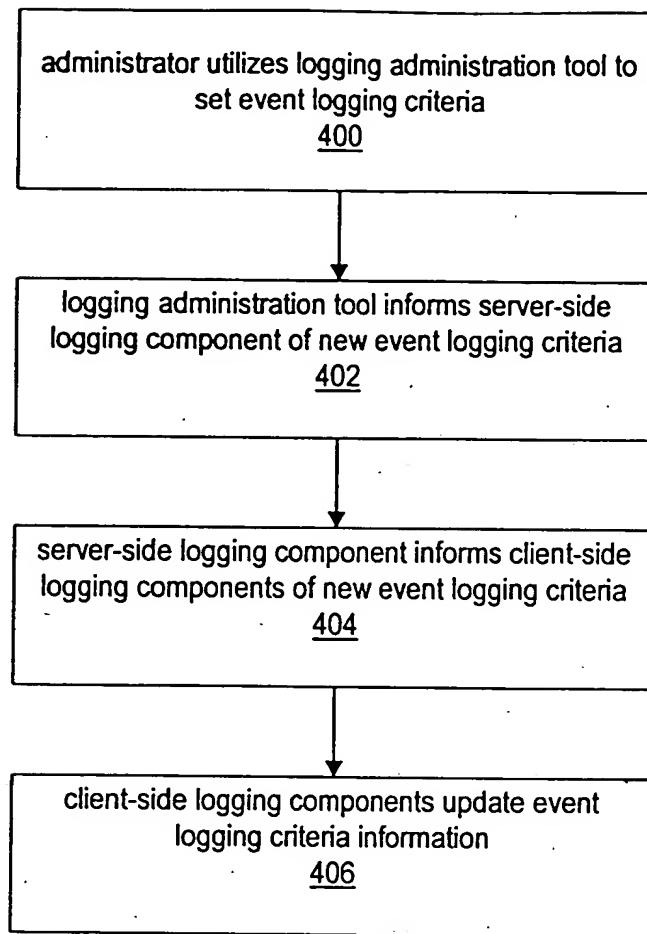 administrator utilizes logging administration tool to
set event logging criteria
400
logging administration tool informs server-side
logging component of new event logging criteria
402
server-side logging component informs client-side
logging components of new event logging criteria
404
client-side logging components update event
logging criteria information
406